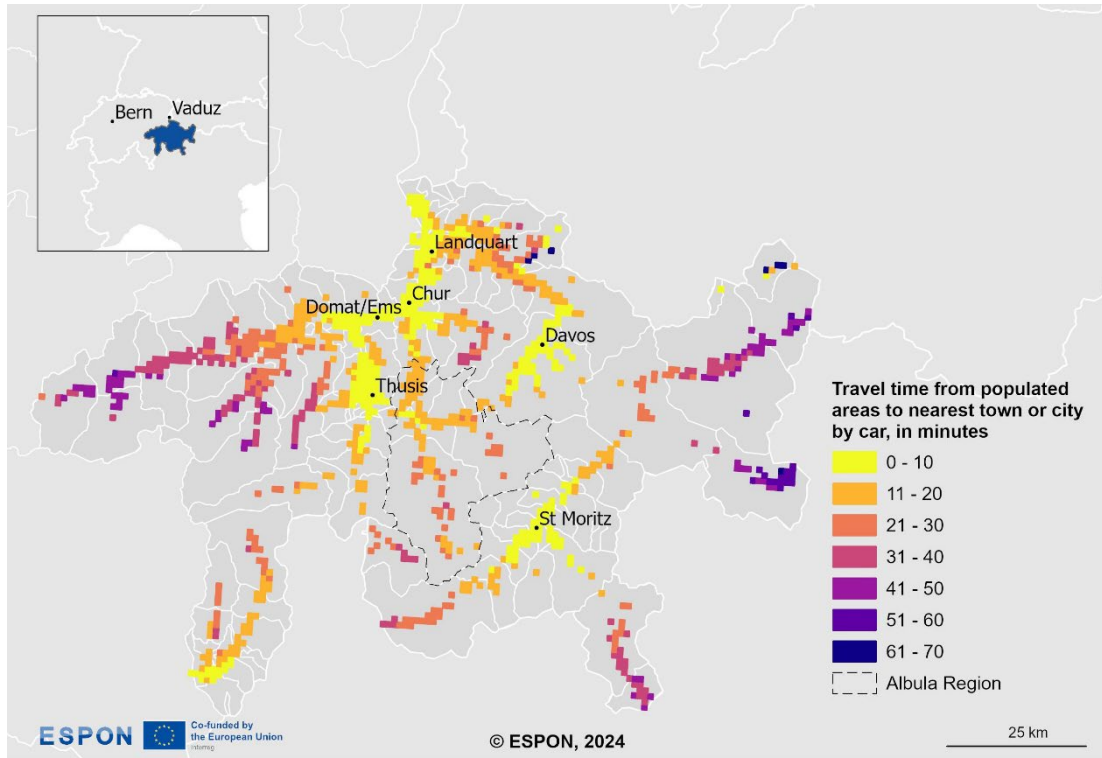 Bern
Vaduz
Landquart
Chur
Domat/Ems
Davos
Thusis
St Moritz
Travel time from populated
areas to nearest town or city
by car, in minutes
0 - 10
11 - 20
21 - 30
31 - 40
41 - 50
51 - 60
61 - 70
Albula Region
ESPON
Co-funded by
the European Union
Interreg
© ESPON, 2024
25 km